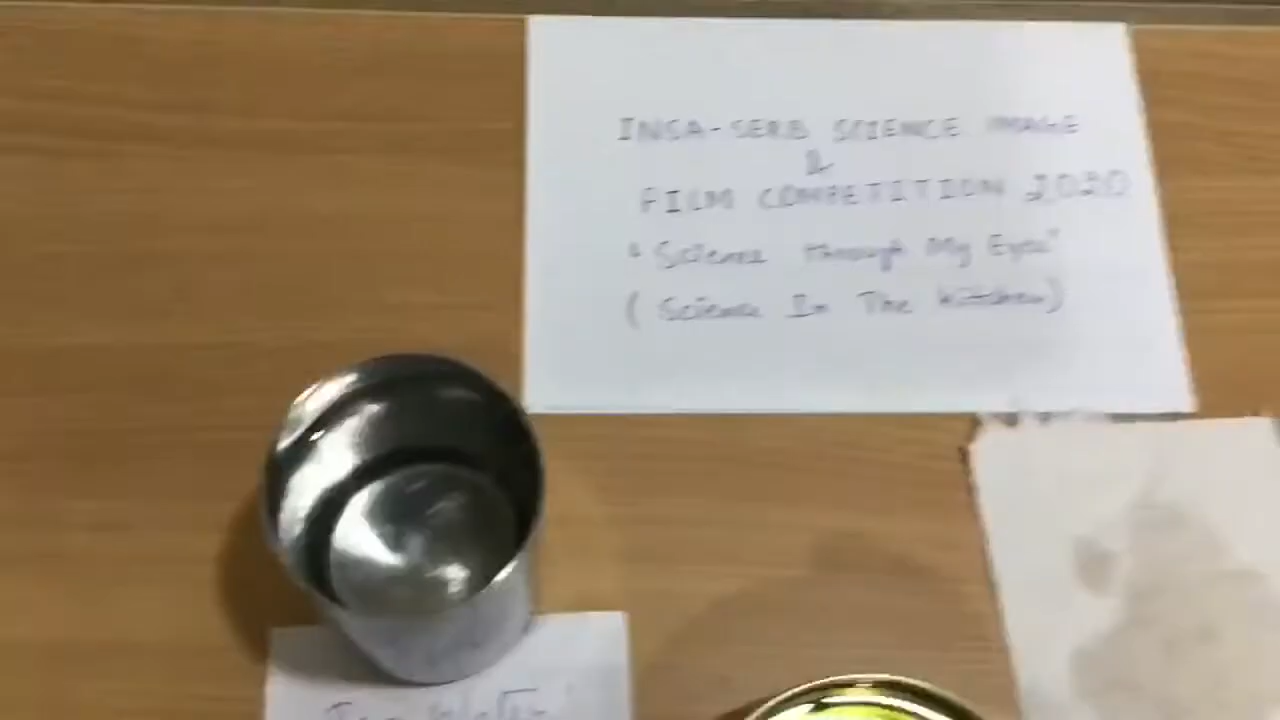 INSA-SERB SCIENCE IMAGE
&
FILM COMPETITION 2020
"Science Through My Eyes"
(Science In The Kitchen)